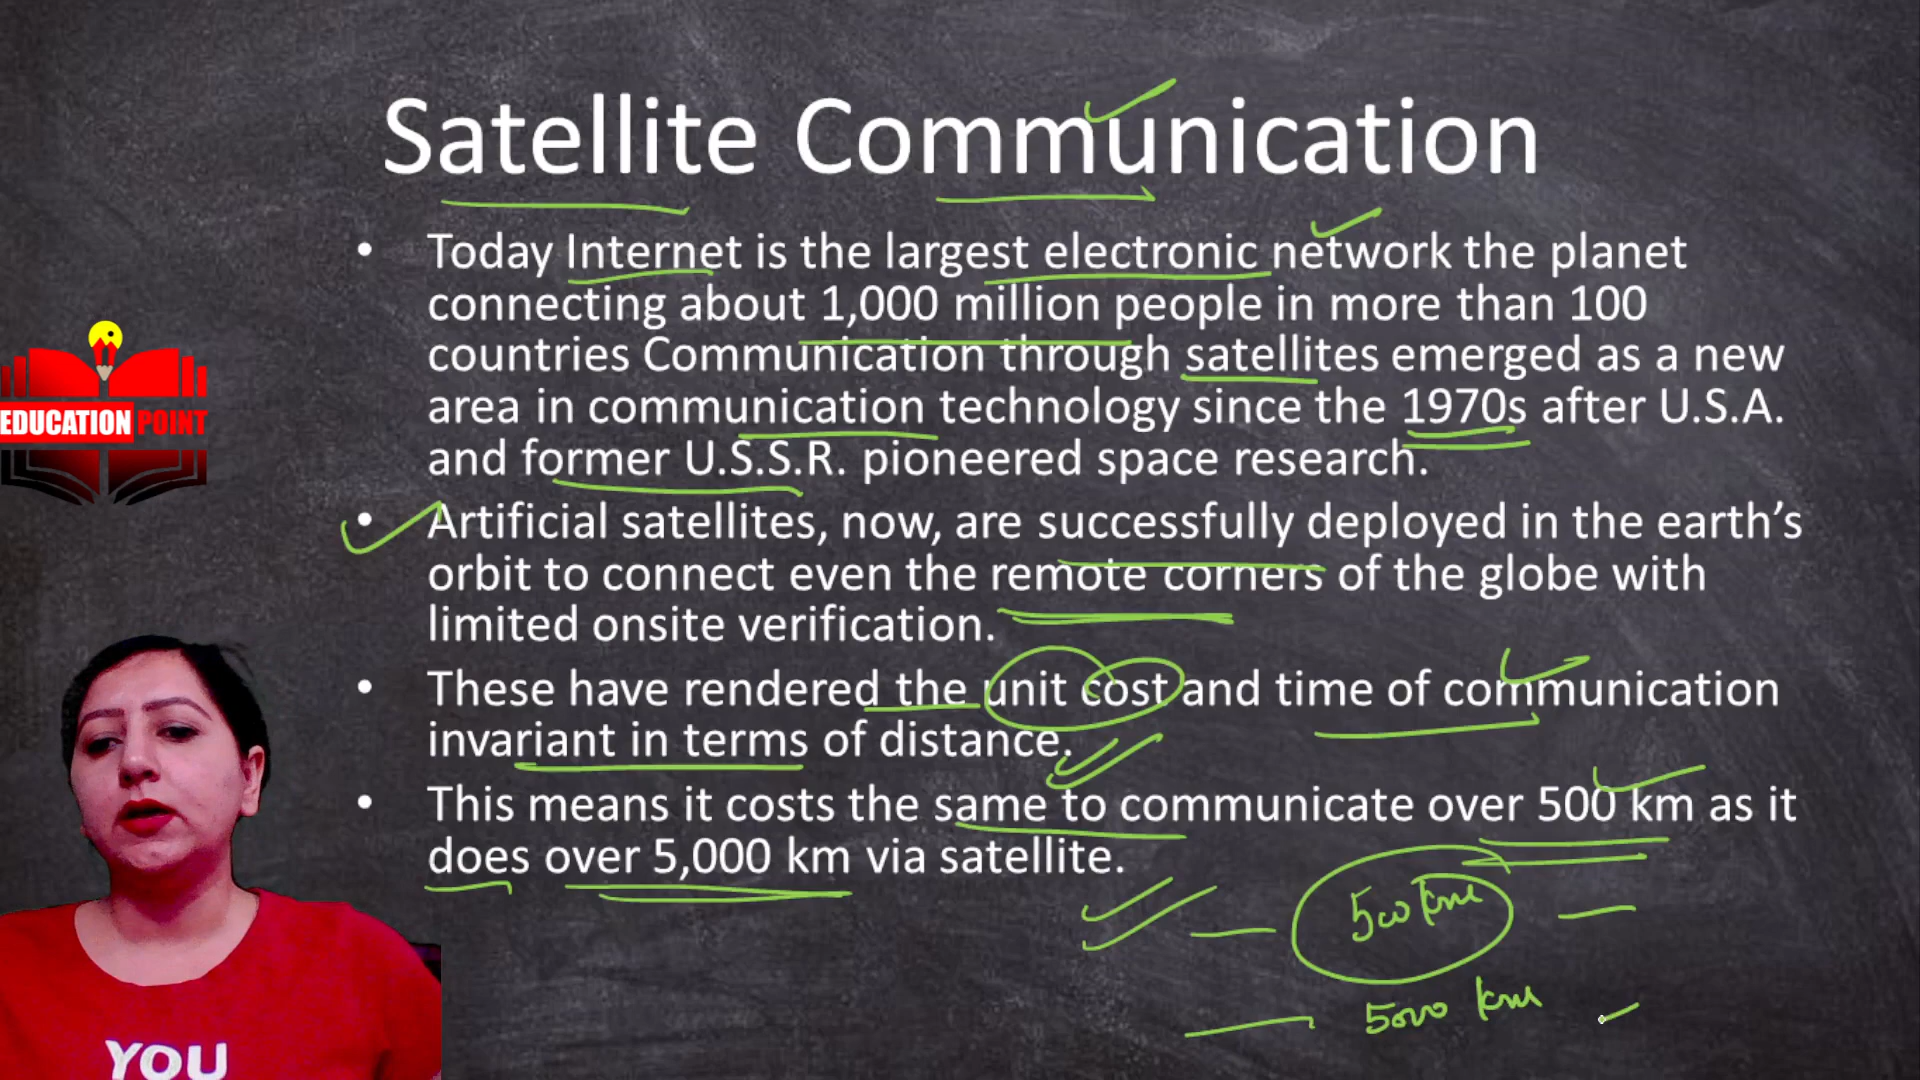 Satellite Communication
• Today Internet is the largest electronic network the planet
connecting about 1,000 million people in more than 100
countries Communication through satellites emerged as a new
area in communication technology since the 1970s after U.S.A.
and former U.S.S.R. pioneered space research.
• Artificial satellites, now, are successfully deployed in the earth’s
orbit to connect even the remote corners of the globe with
limited onsite verification.
• These have rendered the unit cost and time of communication
invariant in terms of distance.
• This means it costs the same to communicate over 500 km as it
does over 5,000 km via satellite.
500 km
5000 km
EDUCATION POINT
YOU